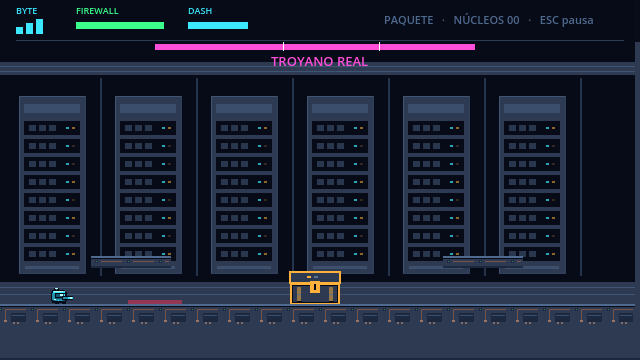 BYTE FIREWALL DASH
PAQUETE · NÚCLEOS 00 · ESC pausa
TROYANO REAL